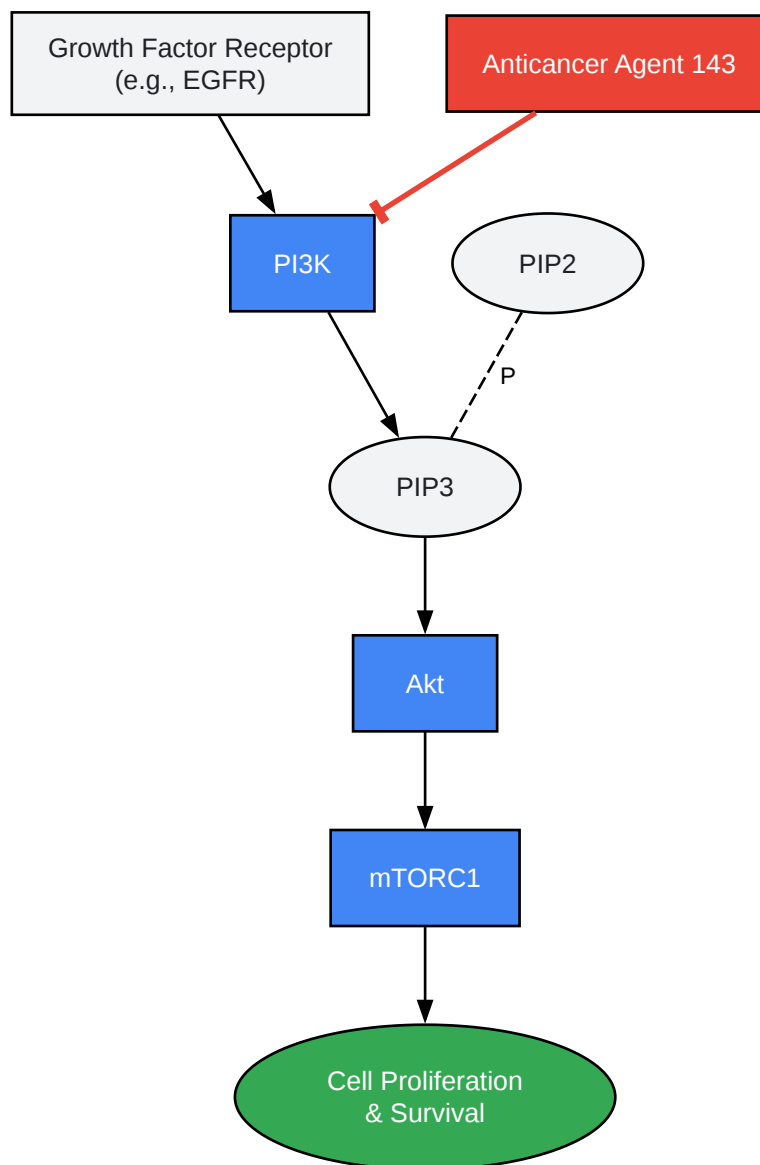 Growth Factor Receptor
(e.g., EGFR)
Anticancer Agent 143
PI3K
PIP2
P
PIP3
Akt
mTORC1
Cell Proliferation
& Survival